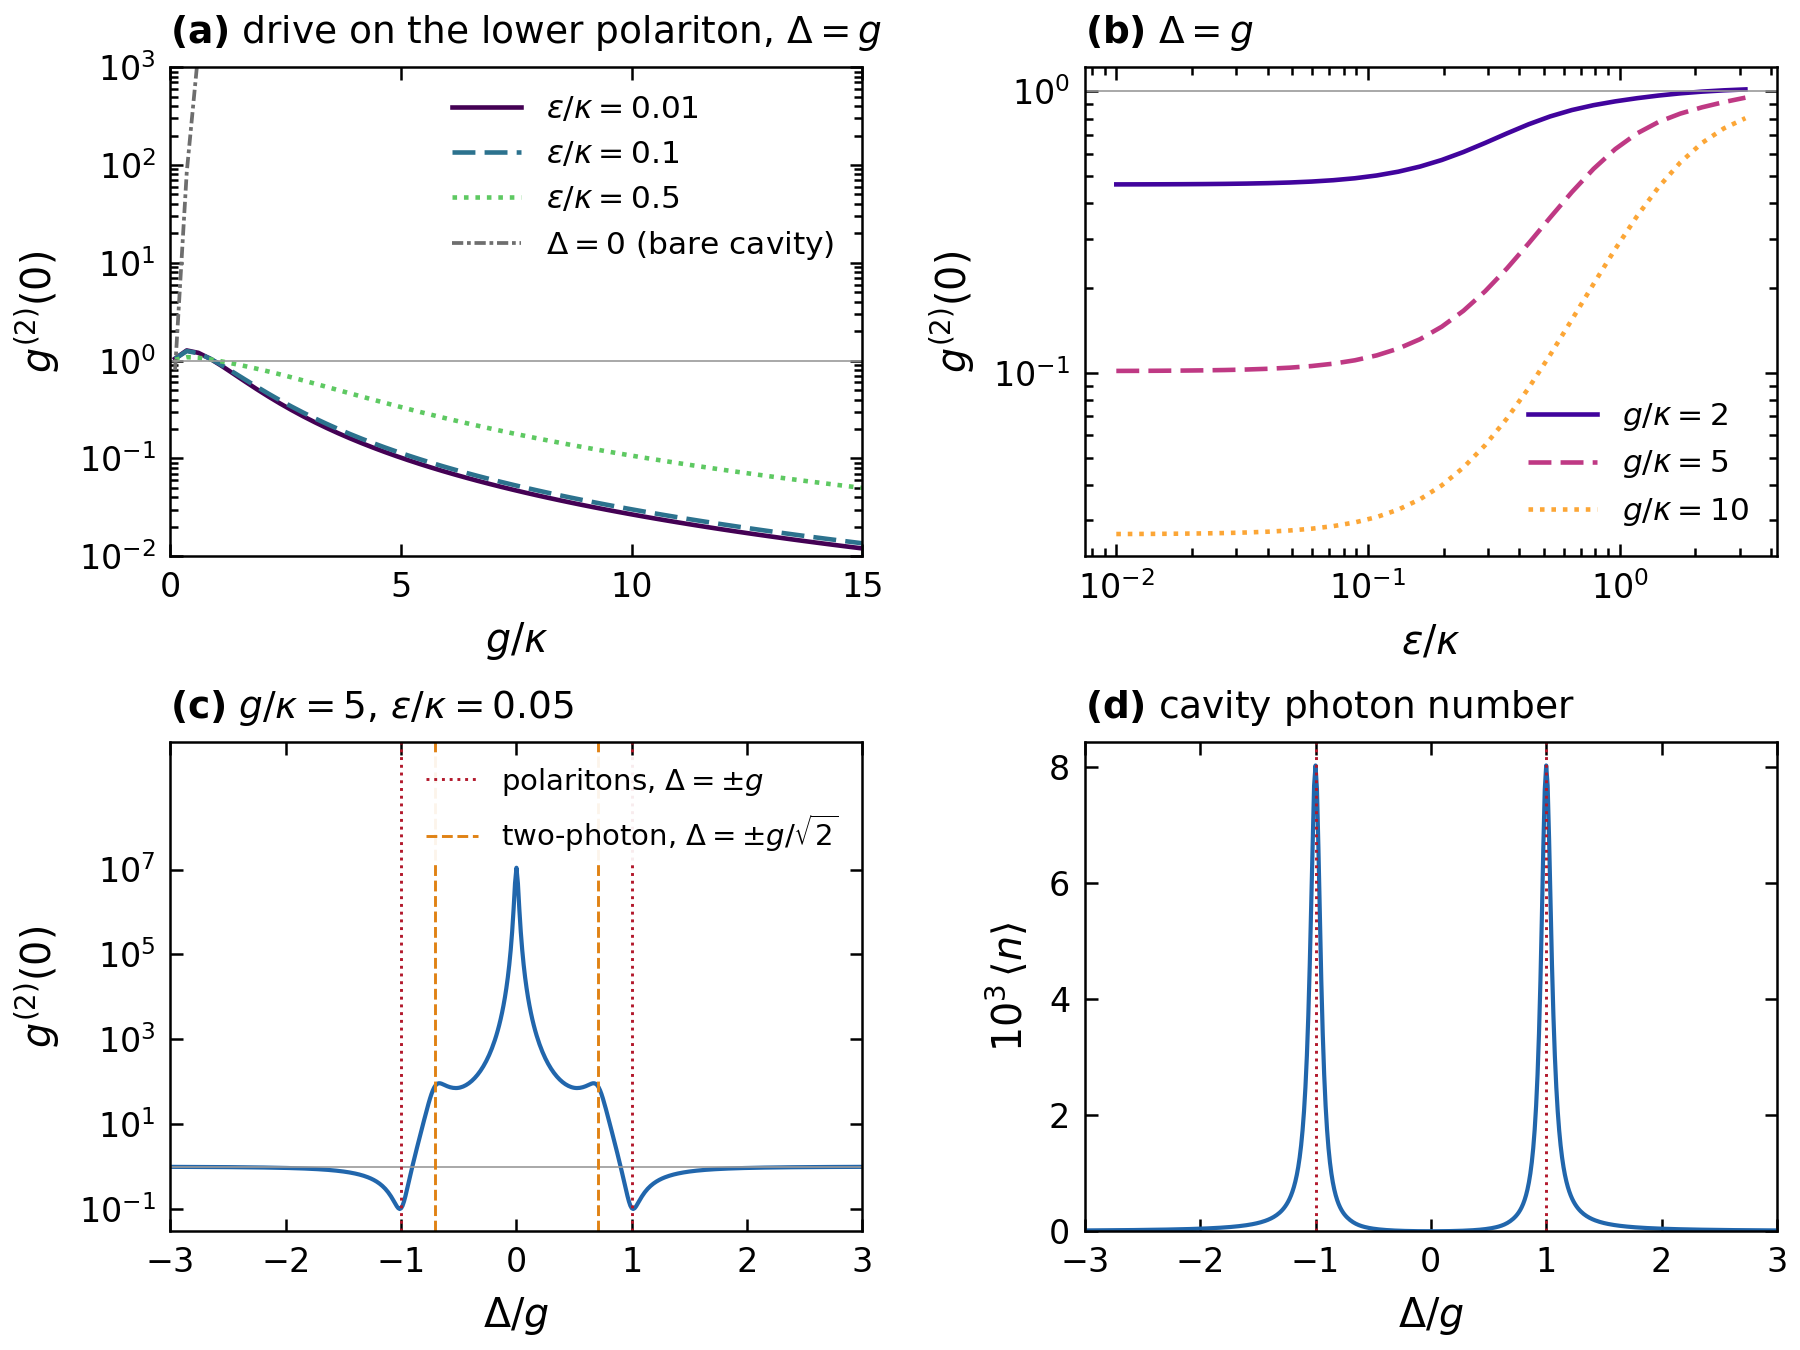 (a) drive on the lower polariton, Δ = g
10³
10²
10¹
10⁰
10⁻¹
10⁻²
g⁽²⁾(0)
ε/κ = 0.01
ε/κ = 0.1
ε/κ = 0.5
Δ = 0 (bare cavity)
0 5 10 15
g/κ
(b) Δ = g
10⁰
10⁻¹
g⁽²⁾(0)
g/κ = 2
g/κ = 5
g/κ = 10
10⁻² 10⁻¹ 10⁰
ε/κ
(c) g/κ = 5, ε/κ = 0.05
10⁷
10⁵
10³
10¹
10⁻¹
g⁽²⁾(0)
polaritons, Δ = ±g
two-photon, Δ = ±g/√2
−3 −2 −1 0 1 2 3
Δ/g
(d) cavity photon number
8
6
4
2
0
10³ ⟨n⟩
−3 −2 −1 0 1 2 3
Δ/g